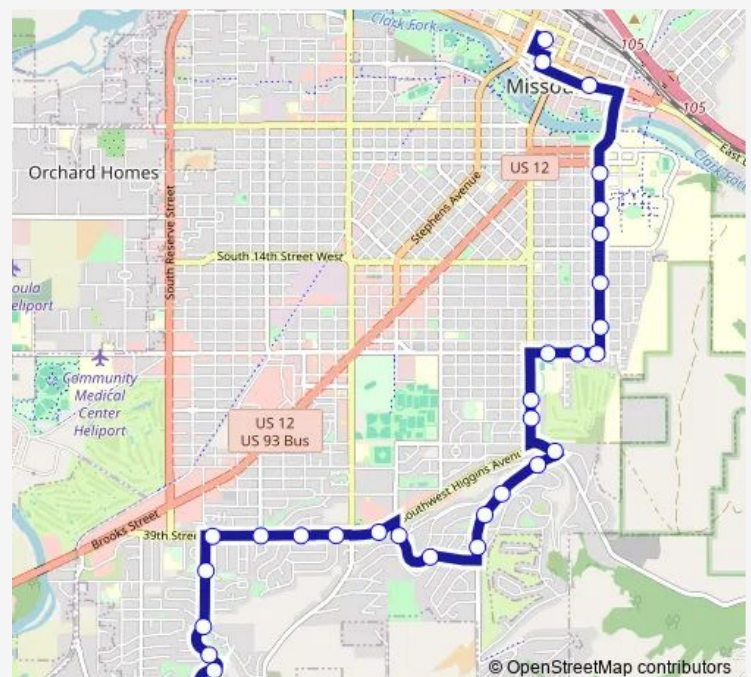 Clark Fork
105
Missou
105
East
Clark Fork
Orchard Homes
US 12
Stephens Avenue
South Reserve Street
South 14th Street West
oula
eliport
Community
Medical
Center
Heliport
US 12
US 93 Bus
Southwest Higgins Avenu
Brooks Street
39th Stree
© OpenStreetMap contributors